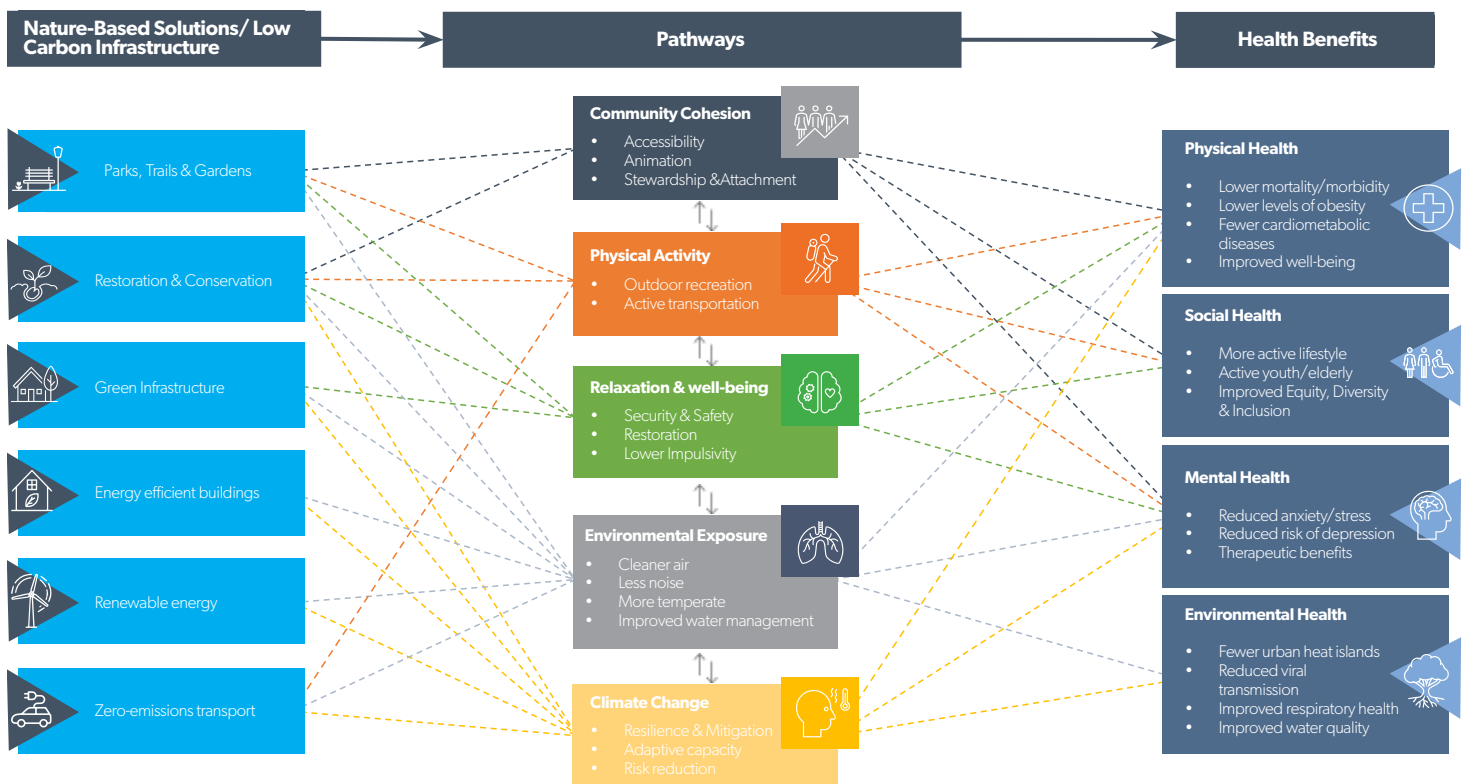 Nature-Based Solutions/ Low
Carbon Infrastructure
Pathways
Health Benefits
Parks, Trails & Gardens
Restoration & Conservation
Green Infrastructure
Energy efficient buildings
Renewable energy
Zero-emissions transport
Community Cohesion
• Accessibility
• Animation
• Stewardship &Attachment
Physical Activity
• Outdoor recreation
• Active transportation
Relaxation & well-being
• Security & Safety
• Restoration
• Lower Impulsivity
Environmental Exposure
• Cleaner air
• Less noise
• More temperate
• Improved water management
Climate Change
• Resilience & Mitigation
• Adaptive capacity
• Risk reduction
Physical Health
• Lower mortality/morbidity
• Lower levels of obesity
• Fewer cardiometabolic
diseases
• Improved well-being
Social Health
• More active lifestyle
• Active youth/elderly
• Improved Equity, Diversity
& Inclusion
Mental Health
• Reduced anxiety/stress
• Reduced risk of depression
• Therapeutic benefits
Environmental Health
• Fewer urban heat islands
• Reduced viral
transmission
• Improved respiratory health
• Improved water quality